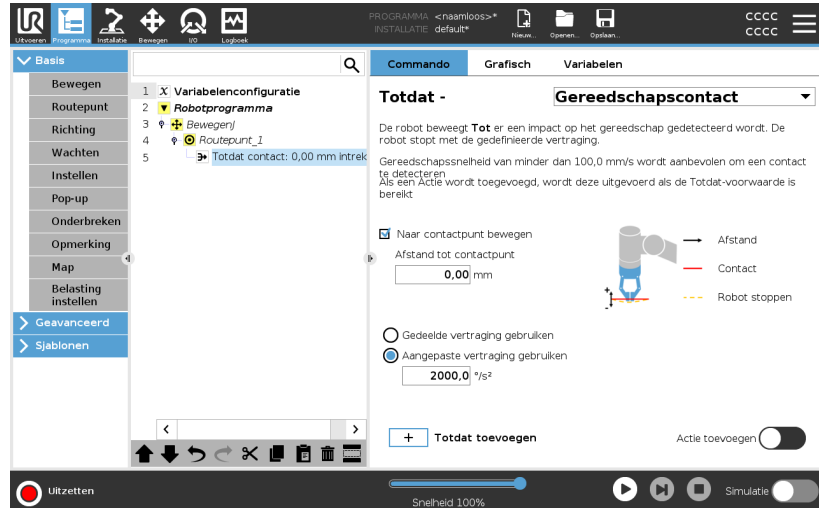 PROGRAMMA <naamloos>*
INSTALLATIE default*
UR
Uitvoeren
Programma
Installatie
Bewegen
I/O
Logboek
Nieuw...
Openen...
Opslaan...
cccc
cccc
Basis
Bewegen
Routepunt
Richting
Wachten
Instellen
Pop-up
Onderbreken
Opmerking
Map
Belasting
instellen
Geavanceerd
Sjablonen
1 X Variabelenconfiguratie
2 Robotprogramma
3 BewegenJ
4 Routepunt_1
5 Totdat contact: 0,00 mm intrek
Commando
Grafisch
Variabelen
Totdat -
Gereedschapscontact
De robot beweegt Tot er een impact op het gereedschap gedetecteerd wordt. De
robot stopt met de gedefinieerde vertraging.
Gereedschapssnelheid van minder dan 100,0 mm/s wordt aanbevolen om een contact
te detecteren
Als een Actie wordt toegevoegd, wordt deze uitgevoerd als de Totdat-voorwaarde is
bereikt
Naar contactpunt bewegen
Afstand tot contactpunt
0,00 mm
Afstand
Contact
Robot stoppen
Gedeelde vertraging gebruiken
Aangepaste vertraging gebruiken
2000,0 °/s²
+ Totdat toevoegen
Actie toevoegen
Uitzetten
Snelheid 100%
Simulatie